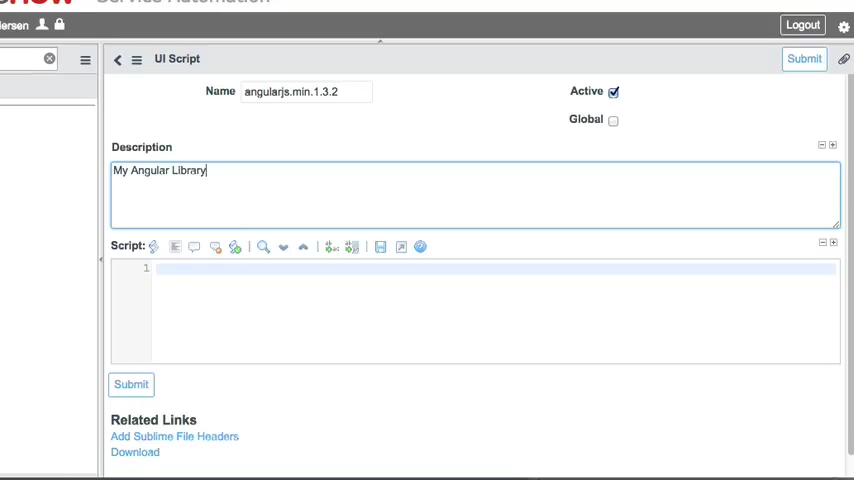 Service Automation
Logout
UI Script
Submit
Name angularjs.min.1.3.2
Active
Global
Description
My Angular Library
Script:
1
Submit
Related Links
Add Sublime File Headers
Download